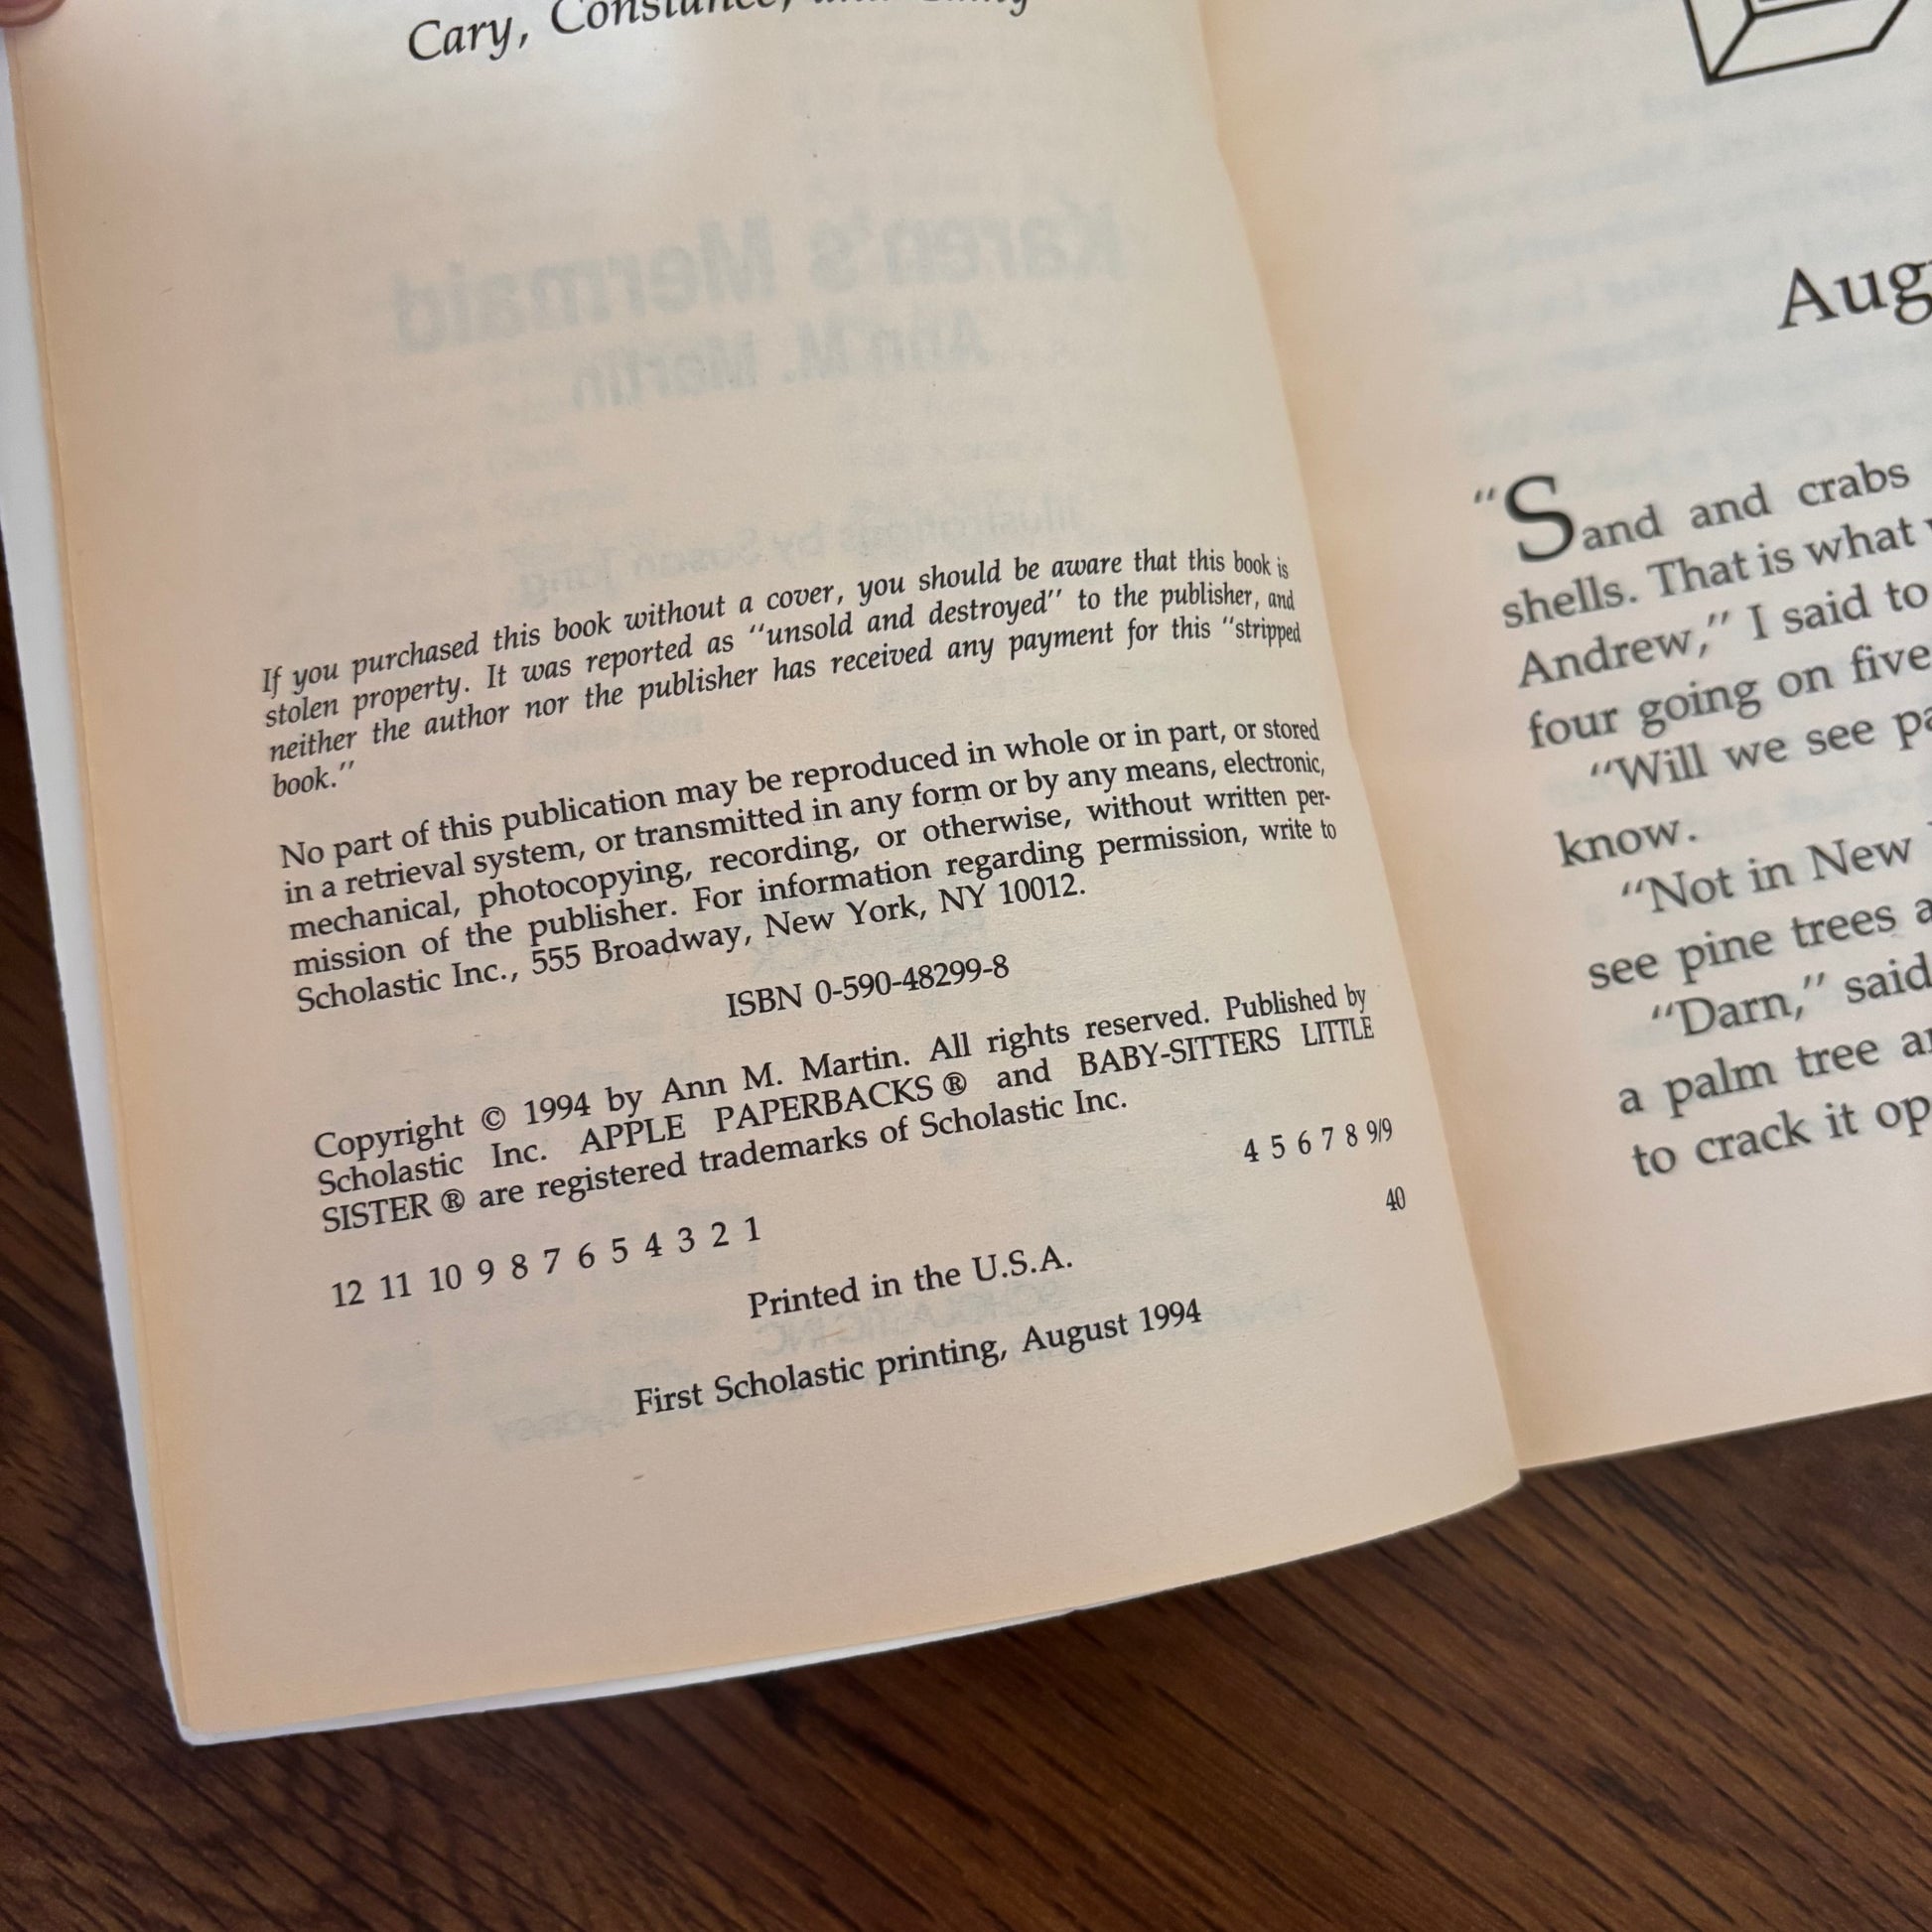 Cary, Constance,
If you purchased this book without a cover, you should be aware that this book is
stolen property. It was reported as "unsold and destroyed" to the publisher, and
neither the author nor the publisher has received any payment for this "stripped
book."
No part of this publication may be reproduced in whole or in part, or stored
in a retrieval system, or transmitted in any form or by any means, electronic,
mechanical, photocopying, recording, or otherwise, without written per-
mission of the publisher. For information regarding permission, write to
Scholastic Inc., 555 Broadway, New York, NY 10012.
ISBN 0-590-48299-8
Copyright © 1994 by Ann M. Martin. All rights reserved. Published by
Scholastic Inc. APPLE PAPERBACKS ® and BABY-SITTERS LITTLE
SISTER ® are registered trademarks of Scholastic Inc.
12 11 10 9 8 7 6 5 4 3 2 1 4 5 6 7 8 9/9
Printed in the U.S.A. 40
First Scholastic printing, August 1994
Karen's Mermaid
Ann M. Martin
Illustrations by Susan Tang
Aug
"Sand and crabs
shells. That is what
Andrew," I said to
four going on five
"Will we see
know.
"Not in New
see pine trees
"Darn," said
a palm tree
to crack it